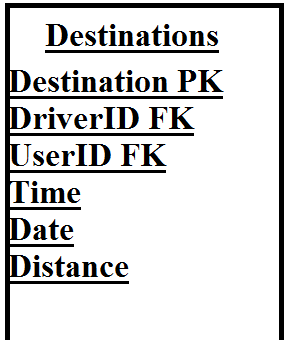 Destinations
Destination PK
DriverID FK
UserID FK
Time
Date
Distance